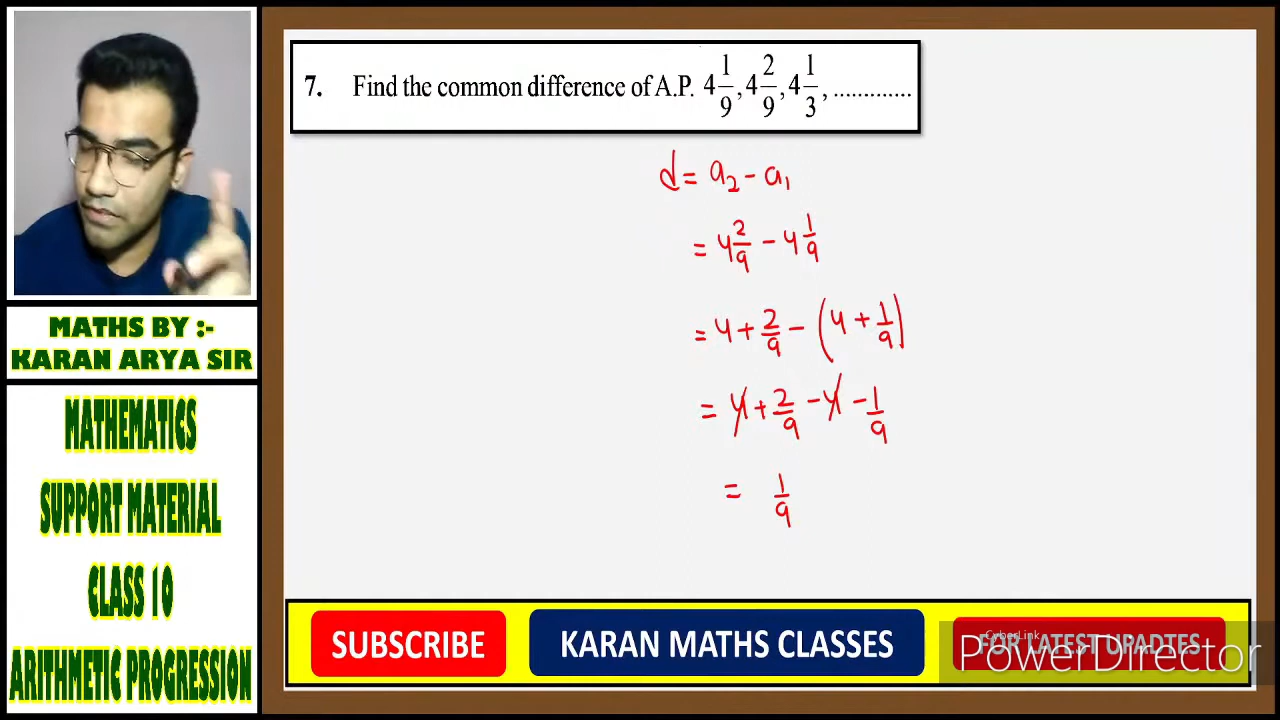 7. Find the common difference of A.P. 4 1/9, 4 2/9, 4 1/3, .............
d = a₂ - a₁
= 4 2/9 - 4 1/9
= 4 + 2/9 - (4 + 1/9)
= 4 + 2/9 - 4 - 1/9
= 1/9
MATHS BY :-
KARAN ARYA SIR
MATHEMATICS
SUPPORT MATERIAL
CLASS 10
ARITHMETIC PROGRESSION
SUBSCRIBE
KARAN MATHS CLASSES
FOR LATEST UPADTES
CyberLink
PowerDirector